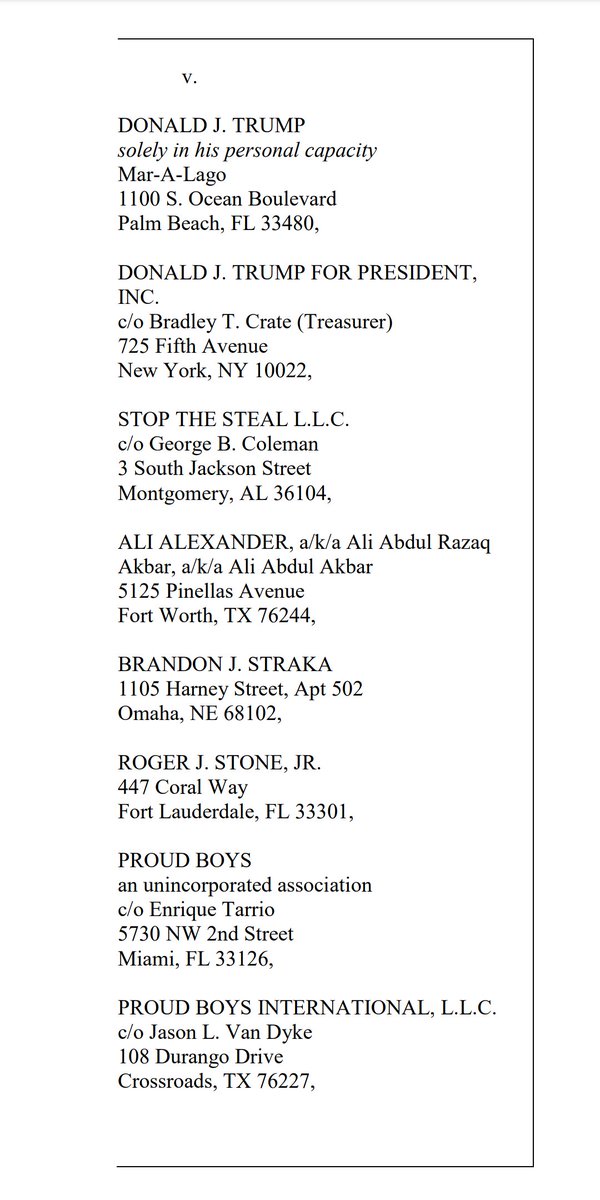 v.
DONALD J. TRUMP
solely in his personal capacity
Mar-A-Lago
1100 S. Ocean Boulevard
Palm Beach, FL 33480,
DONALD J. TRUMP FOR PRESIDENT,
INC.
c/o Bradley T. Crate (Treasurer)
725 Fifth Avenue
New York, NY 10022,
STOP THE STEAL L.L.C.
c/o George B. Coleman
3 South Jackson Street
Montgomery, AL 36104,
ALI ALEXANDER, a/k/a Ali Abdul Razaq
Akbar, a/k/a Ali Abdul Akbar
5125 Pinellas Avenue
Fort Worth, TX 76244,
BRANDON J. STRAKA
1105 Harney Street, Apt 502
Omaha, NE 68102,
ROGER J. STONE, JR.
447 Coral Way
Fort Lauderdale, FL 33301,
PROUD BOYS
an unincorporated association
c/o Enrique Tarrio
5730 NW 2nd Street
Miami, FL 33126,
PROUD BOYS INTERNATIONAL, L.L.C.
c/o Jason L. Van Dyke
108 Durango Drive
Crossroads, TX 76227,